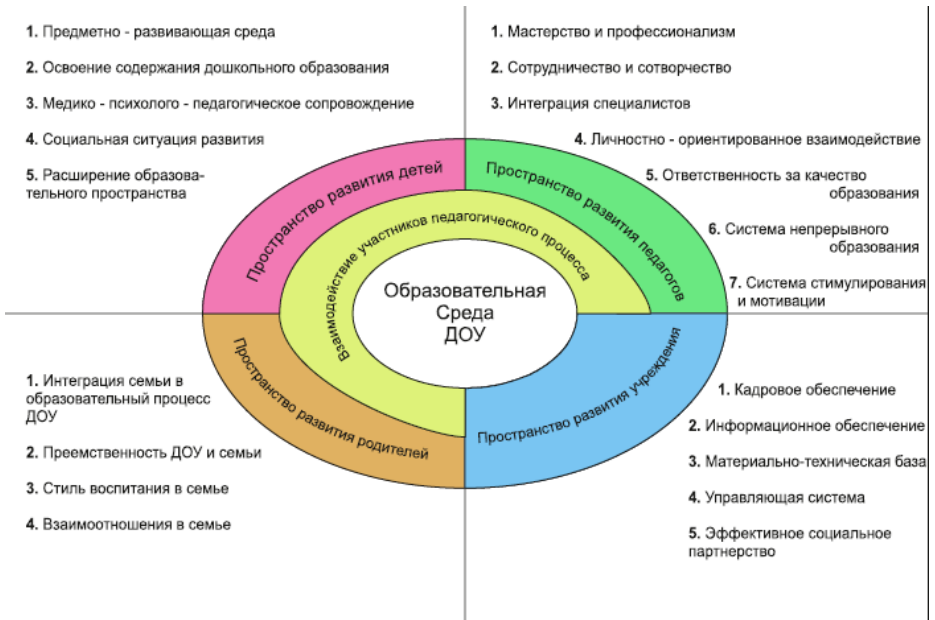 1. Предметно - развивающая среда
2. Освоение содержания дошкольного образования
3. Медико - психолого - педагогическое сопровождение
4. Социальная ситуация развития
5. Расширение образова-
тельного пространства
1. Мастерство и профессионализм
2. Сотрудничество и сотворчество
3. Интеграция специалистов
4. Личностно - ориентированное взаимодействие
5. Ответственность за качество
образования
6. Система непрерывного
образования
7. Система стимулирования
и мотивации
Пространство развития детей
Пространство развития педагогов
Взаимодействие участников педагогического процесса
Образовательная
Среда
ДОУ
Пространство развития родителей
Пространство развития учреждения
1. Интеграция семьи в
образовательный процесс
ДОУ
2. Преемственность ДОУ и семьи
3. Стиль воспитания в семье
4. Взаимоотношения в семье
1. Кадровое обеспечение
2. Информационное обеспечение
3. Материально-техническая база
4. Управляющая система
5. Эффективное социальное
партнерство